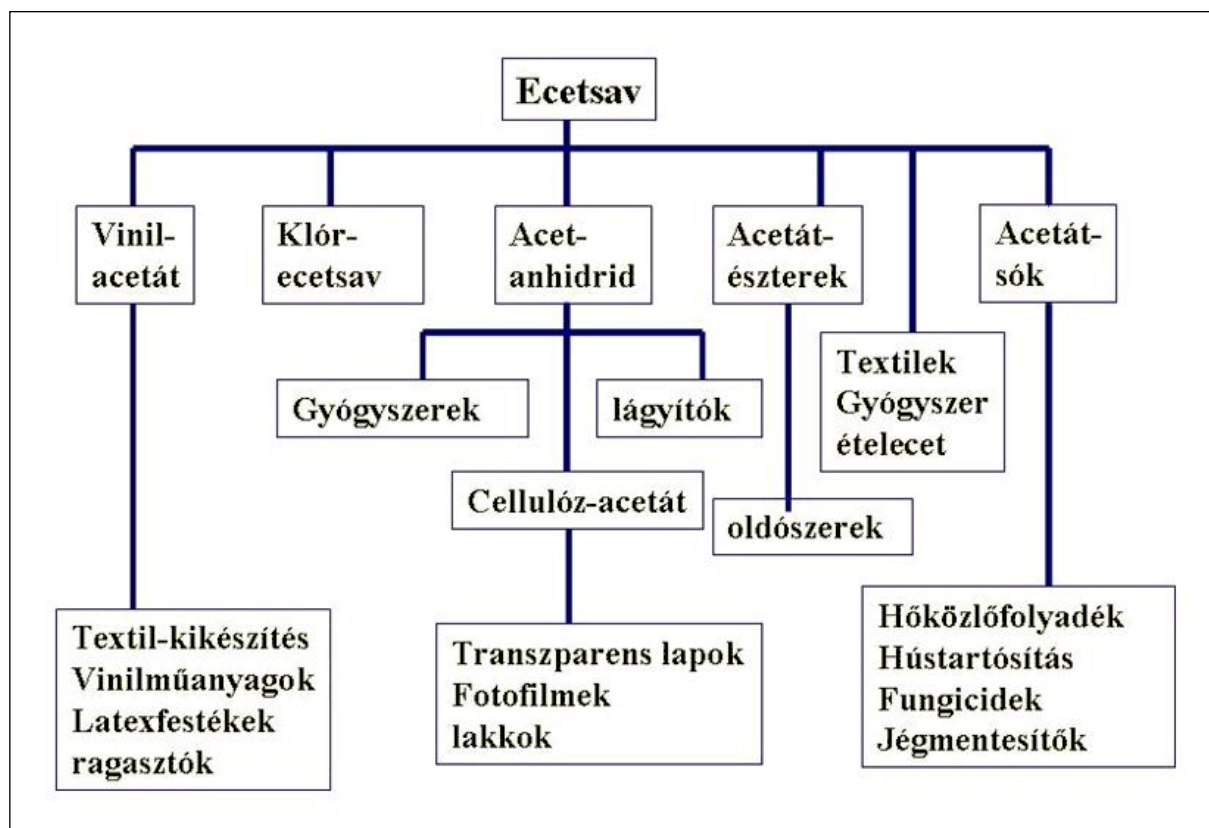 Ecetsav
Vinil-
acetát
Klór-
ecetsav
Acet-
anhidrid
Acetát-
észterek
Acetát-
sók
Textilek
Gyógyszer
ételecet
Gyógyszerek
lágyítók
Cellulóz-acetát
oldószerek
Textil-kikészítés
Vinilműanyagok
Latexfestékek
ragasztók
Transzparens lapok
Fotofilmek
lakkok
Hőközlőfolyadék
Hústartósítás
Fungicidek
Jégmentesítők